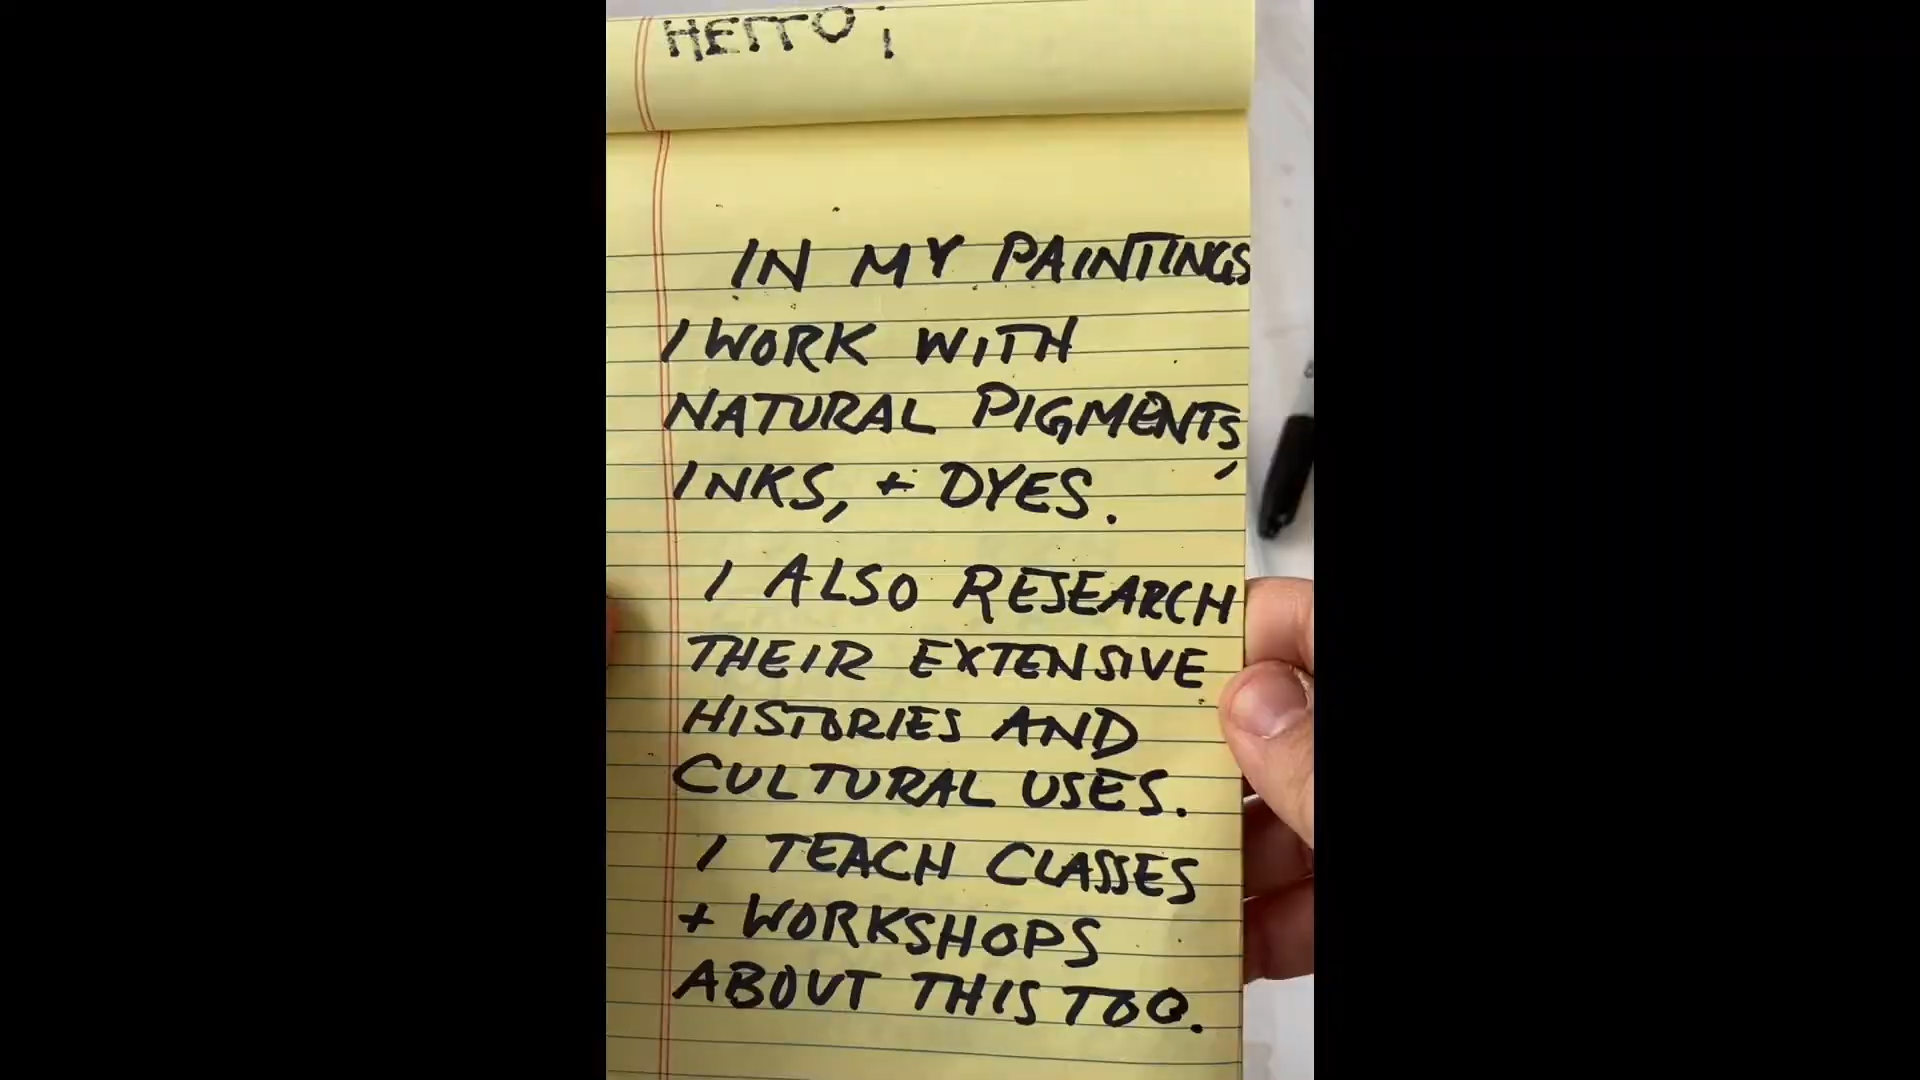 HELLO!
IN MY PAINTINGS
I WORK WITH
NATURAL PIGMENTS,
INKS, + DYES.
I ALSO RESEARCH
THEIR EXTENSIVE
HISTORIES AND
CULTURAL USES.
I TEACH CLASSES
+ WORKSHOPS
ABOUT THIS TOO.